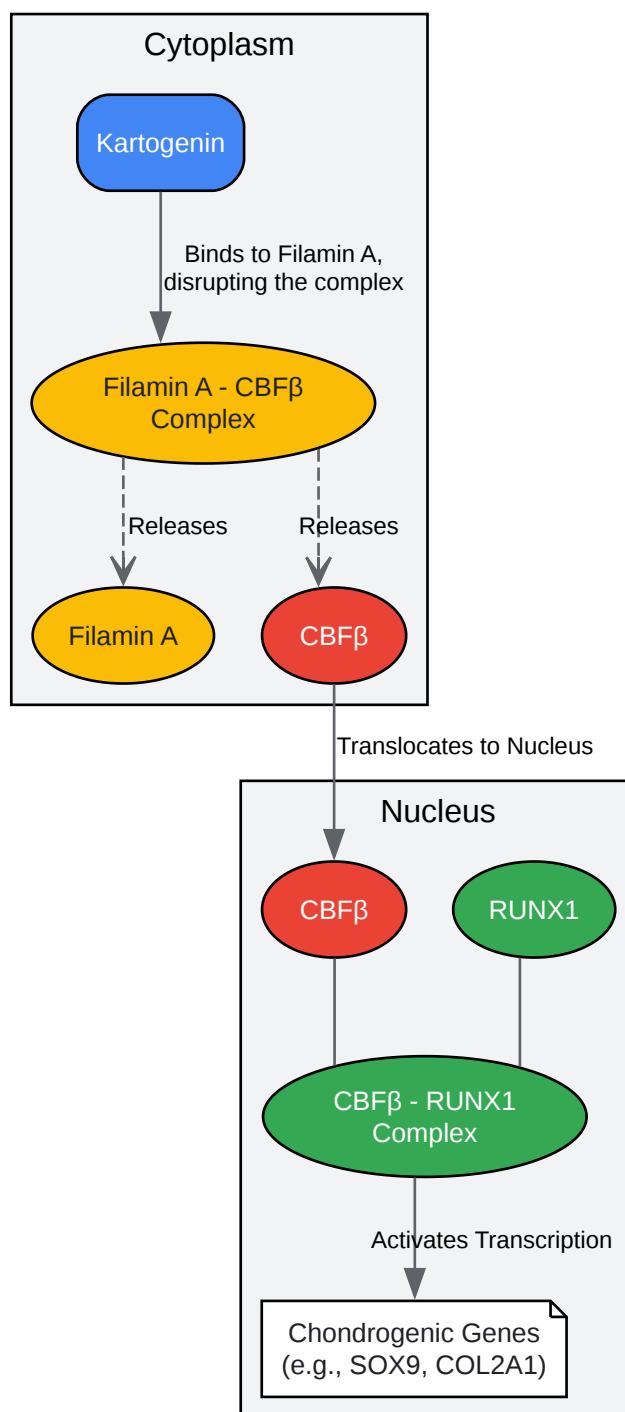 Cytoplasm
Kartogenin
Binds to Filamin A,
disrupting the complex
Filamin A - CBFβ
Complex
Releases
Releases
Filamin A
CBFβ
Translocates to Nucleus
Nucleus
CBFβ
RUNX1
CBFβ - RUNX1
Complex
Activates Transcription
Chondrogenic Genes
(e.g., SOX9, COL2A1)